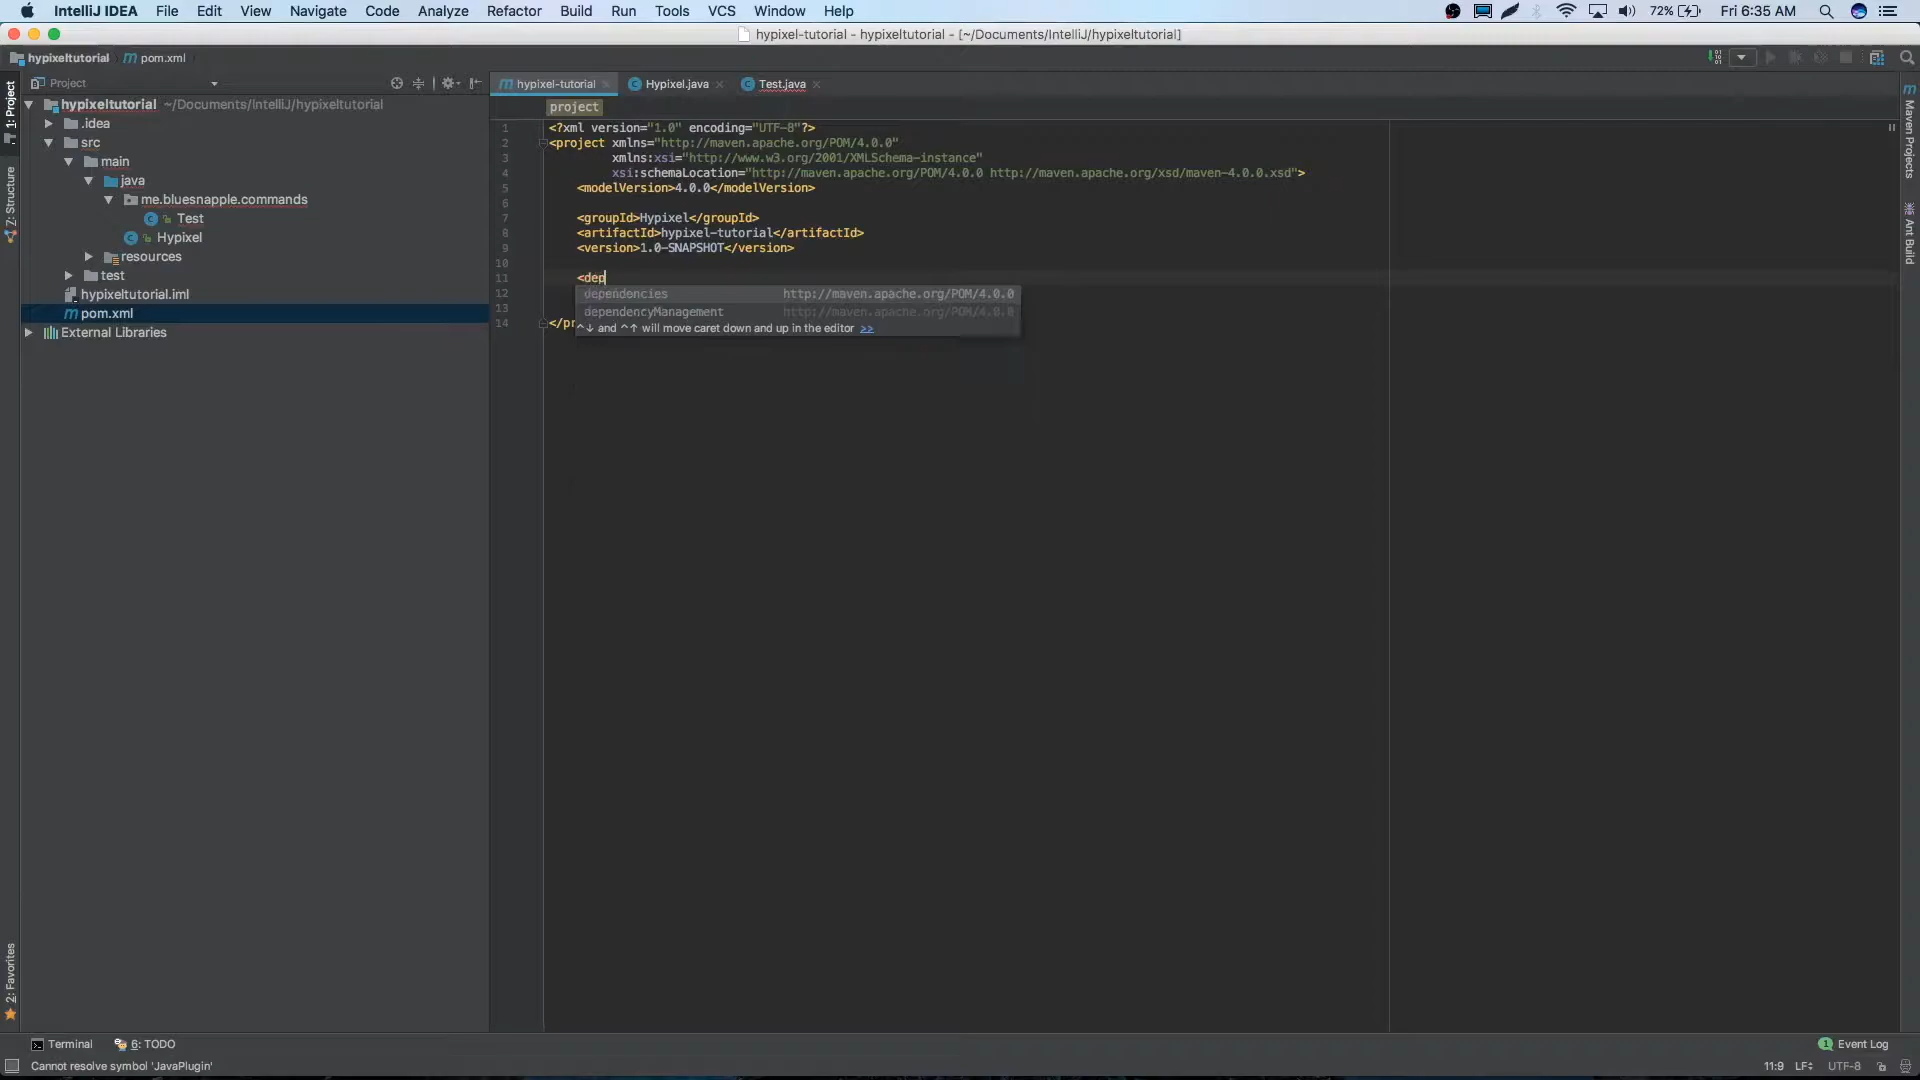 IntelliJ IDEA File Edit View Navigate Code Analyze Refactor Build Run Tools VCS Window Help 72% Fri 6:35 AM
hypixel-tutorial - hypixeltutorial - [~/Documents/IntelliJ/hypixeltutorial]
hypixeltutorial pom.xml
Project
hypixel-tutorial Hypixel.java Test.java
1: Project
Z: Structure
2: Favorites
hypixeltutorial ~/Documents/IntelliJ/hypixeltutorial
.idea
src
main
java
me.bluesnapple.commands
Test
Hypixel
resources
test
hypixeltutorial.iml
pom.xml
External Libraries
project
1 <?xml version="1.0" encoding="UTF-8"?>
2 <project xmlns="http://maven.apache.org/POM/4.0.0"
3 xmlns:xsi="http://www.w3.org/2001/XMLSchema-instance"
4 xsi:schemaLocation="http://maven.apache.org/POM/4.0.0 http://maven.apache.org/xsd/maven-4.0.0.xsd">
5 <modelVersion>4.0.0</modelVersion>
6
7 <groupId>Hypixel</groupId>
8 <artifactId>hypixel-tutorial</artifactId>
9 <version>1.0-SNAPSHOT</version>
10
11 <dep
12
13
14 </pr
dependencies http://maven.apache.org/POM/4.0.0
dependencyManagement http://maven.apache.org/POM/4.0.0
^↓ and ^↑ will move caret down and up in the editor >>
Maven Projects
Ant Build
Terminal 6: TODO 1 Event Log
Cannot resolve symbol 'JavaPlugin' 11:9 LF UTF-8